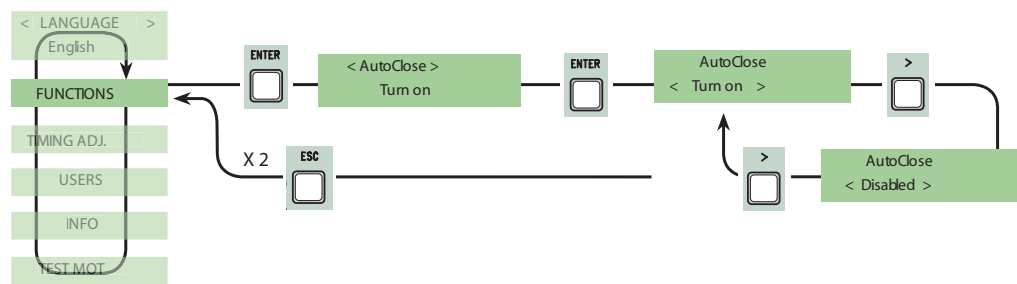 < LANGUAGE >
English
FUNCTIONS
TIMING ADJ.
USERS
INFO
TEST MOT
ENTER
< AutoClose >
Turn on
ENTER
AutoClose
< Turn on >
>
AutoClose
< Disabled >
>
X 2
ESC